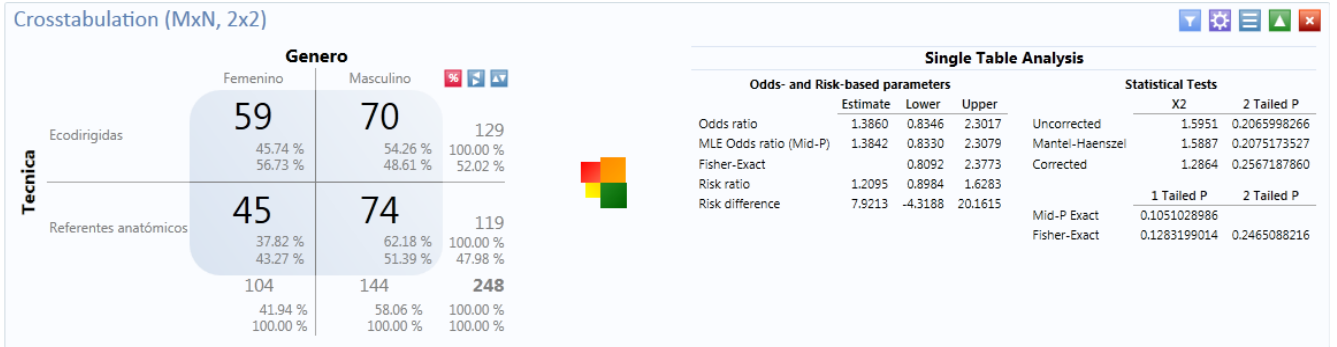 Crosstabulation (MxN, 2x2)
Genero
Femenino Masculino %
Tecnica
Ecodirigidas 59 70 129
45.74 % 54.26 % 100.00 %
56.73 % 48.61 % 52.02 %
Referentes anatómicos 45 74 119
37.82 % 62.18 % 100.00 %
43.27 % 51.39 % 47.98 %
104 144 248
41.94 % 58.06 % 100.00 %
100.00 % 100.00 % 100.00 %
Single Table Analysis
Odds- and Risk-based parameters
Estimate Lower Upper
Odds ratio 1.3860 0.8346 2.3017
MLE Odds ratio (Mid-P) 1.3842 0.8330 2.3079
Fisher-Exact 0.8092 2.3773
Risk ratio 1.2095 0.8984 1.6283
Risk difference 7.9213 -4.3188 20.1615
Statistical Tests
X2 2 Tailed P
Uncorrected 1.5951 0.2065998266
Mantel-Haenszel 1.5887 0.2075173527
Corrected 1.2864 0.2567187860
1 Tailed P 2 Tailed P
Mid-P Exact 0.1051028986
Fisher-Exact 0.1283199014 0.2465088216